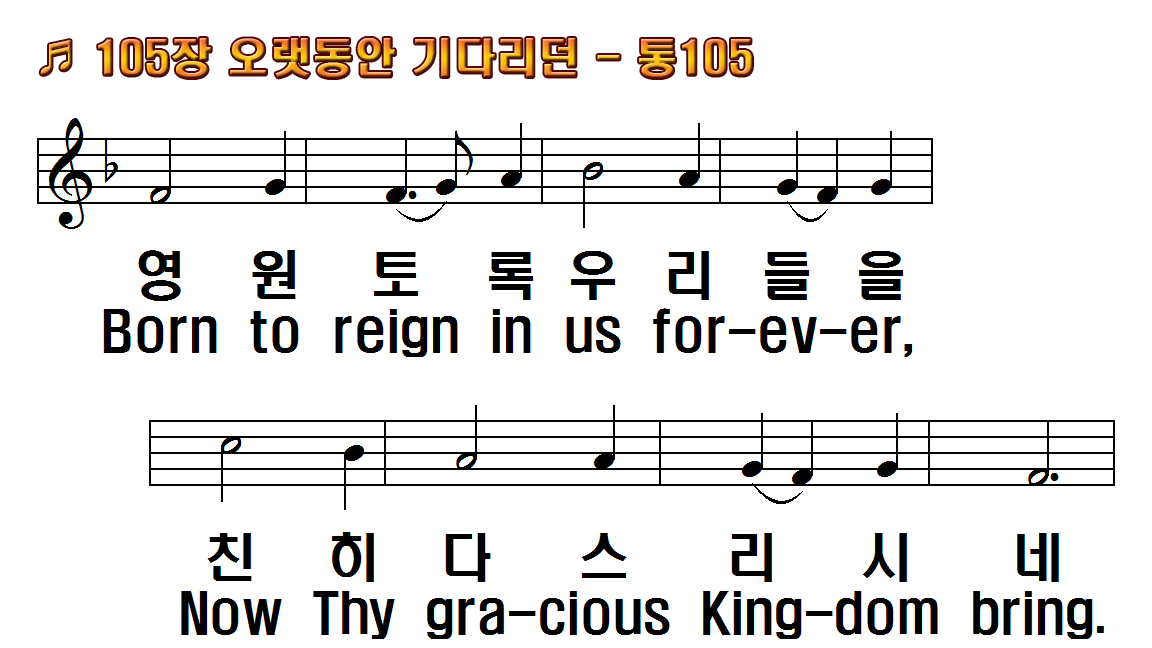 ♬ 105장 오랫동안 기다리던 - 통105
영 원 토 록 우 리 들 을
Born to reign in us for-ev-er,
친 히 다 스 리 시 네
Now Thy gra-cious King-dom bring.